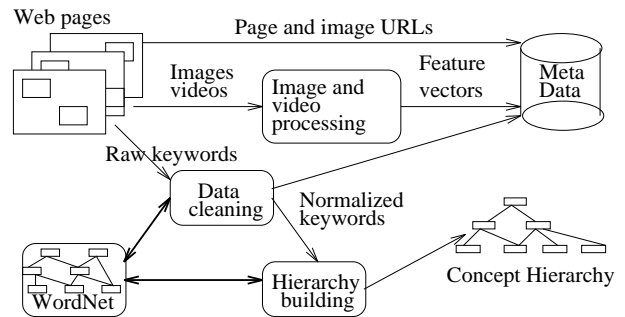 Web pages
Page and image URLs
Images
videos
Image and
video
processing
Feature
vectors
Meta
Data
Raw keywords
Data
cleaning
Normalized
keywords
WordNet
Hierarchy
building
Concept Hierarchy